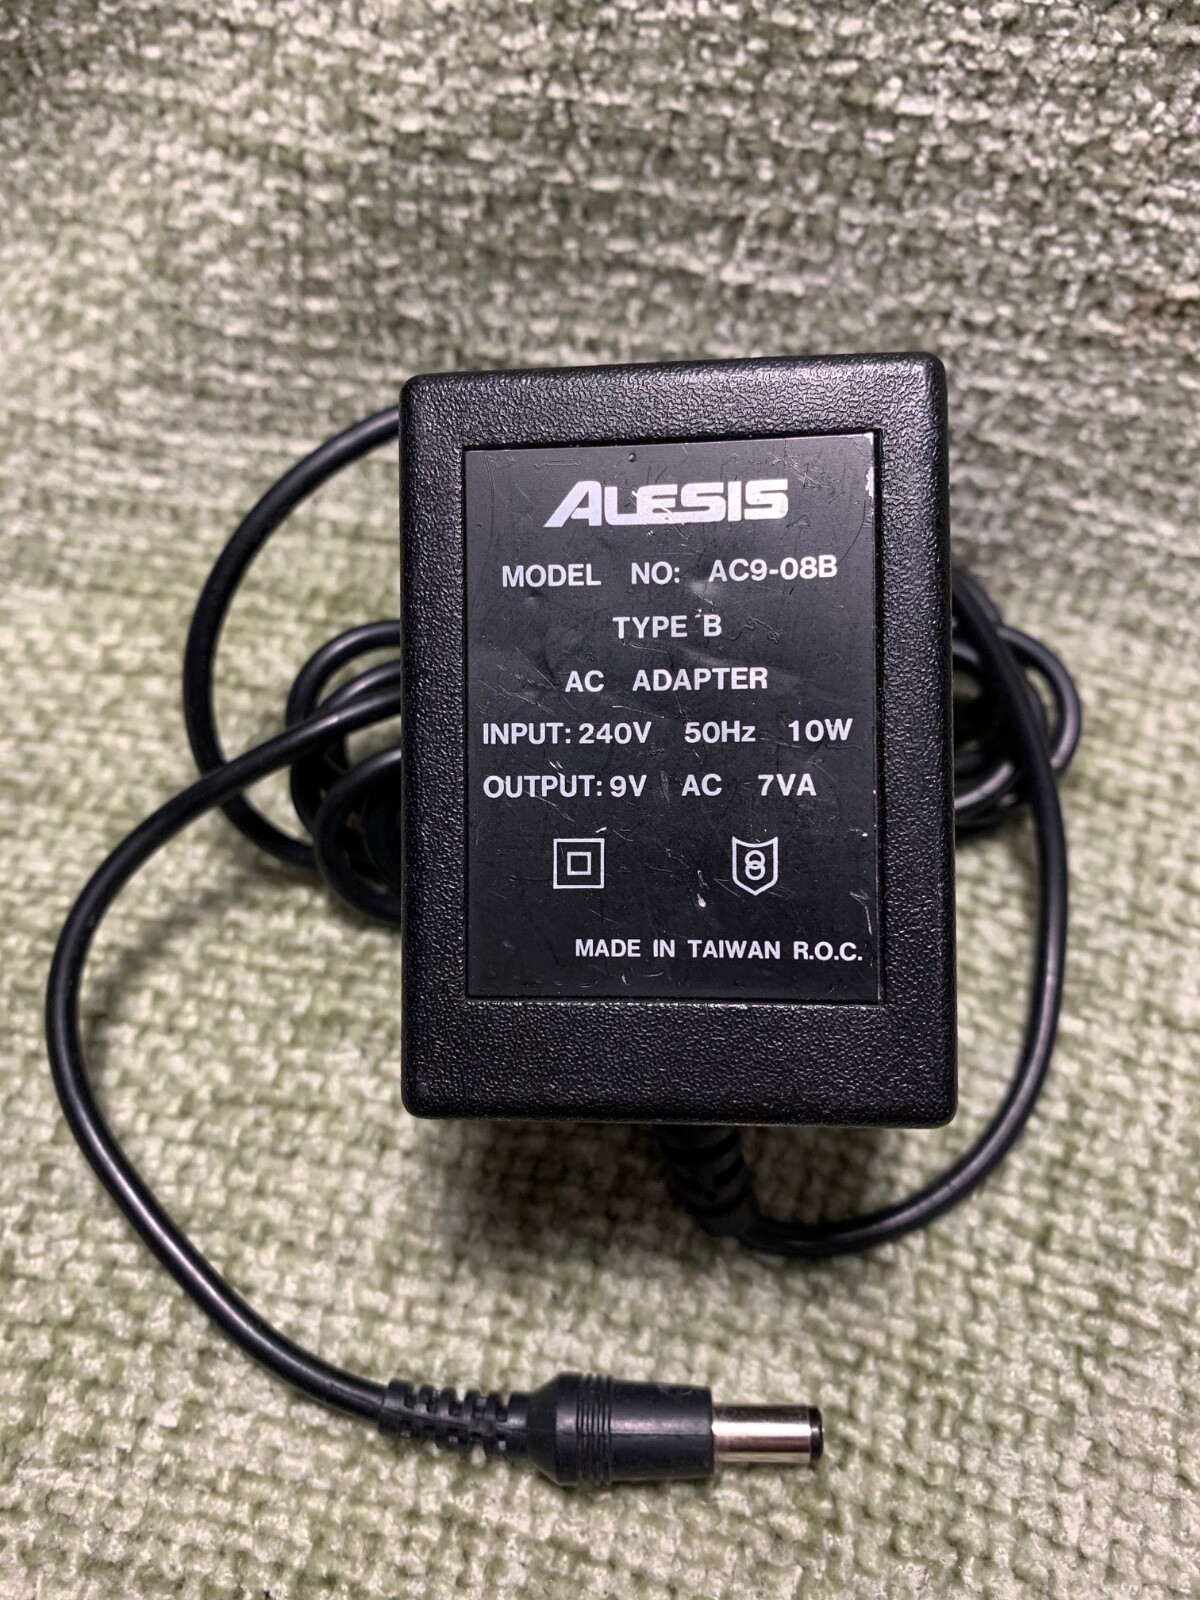 ALESIS
MODEL NO: AC9-08B
TYPE B
AC ADAPTER
INPUT: 240V 50Hz 10W
OUTPUT: 9V AC 7VA
MADE IN TAIWAN R.O.C.